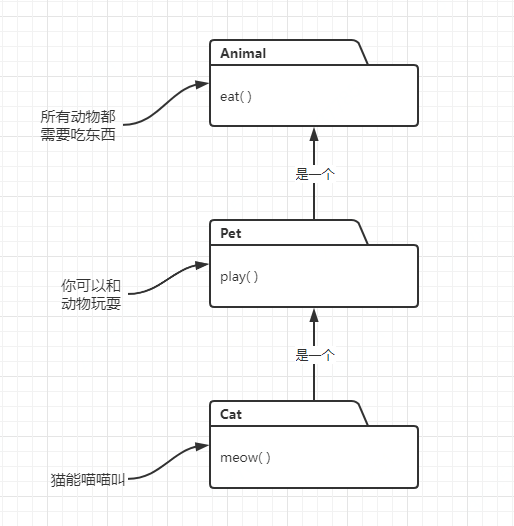 Animal
eat( )
所有动物都
需要吃东西
是一个
Pet
play( )
你可以和
动物玩耍
是一个
Cat
meow( )
猫能喵喵叫